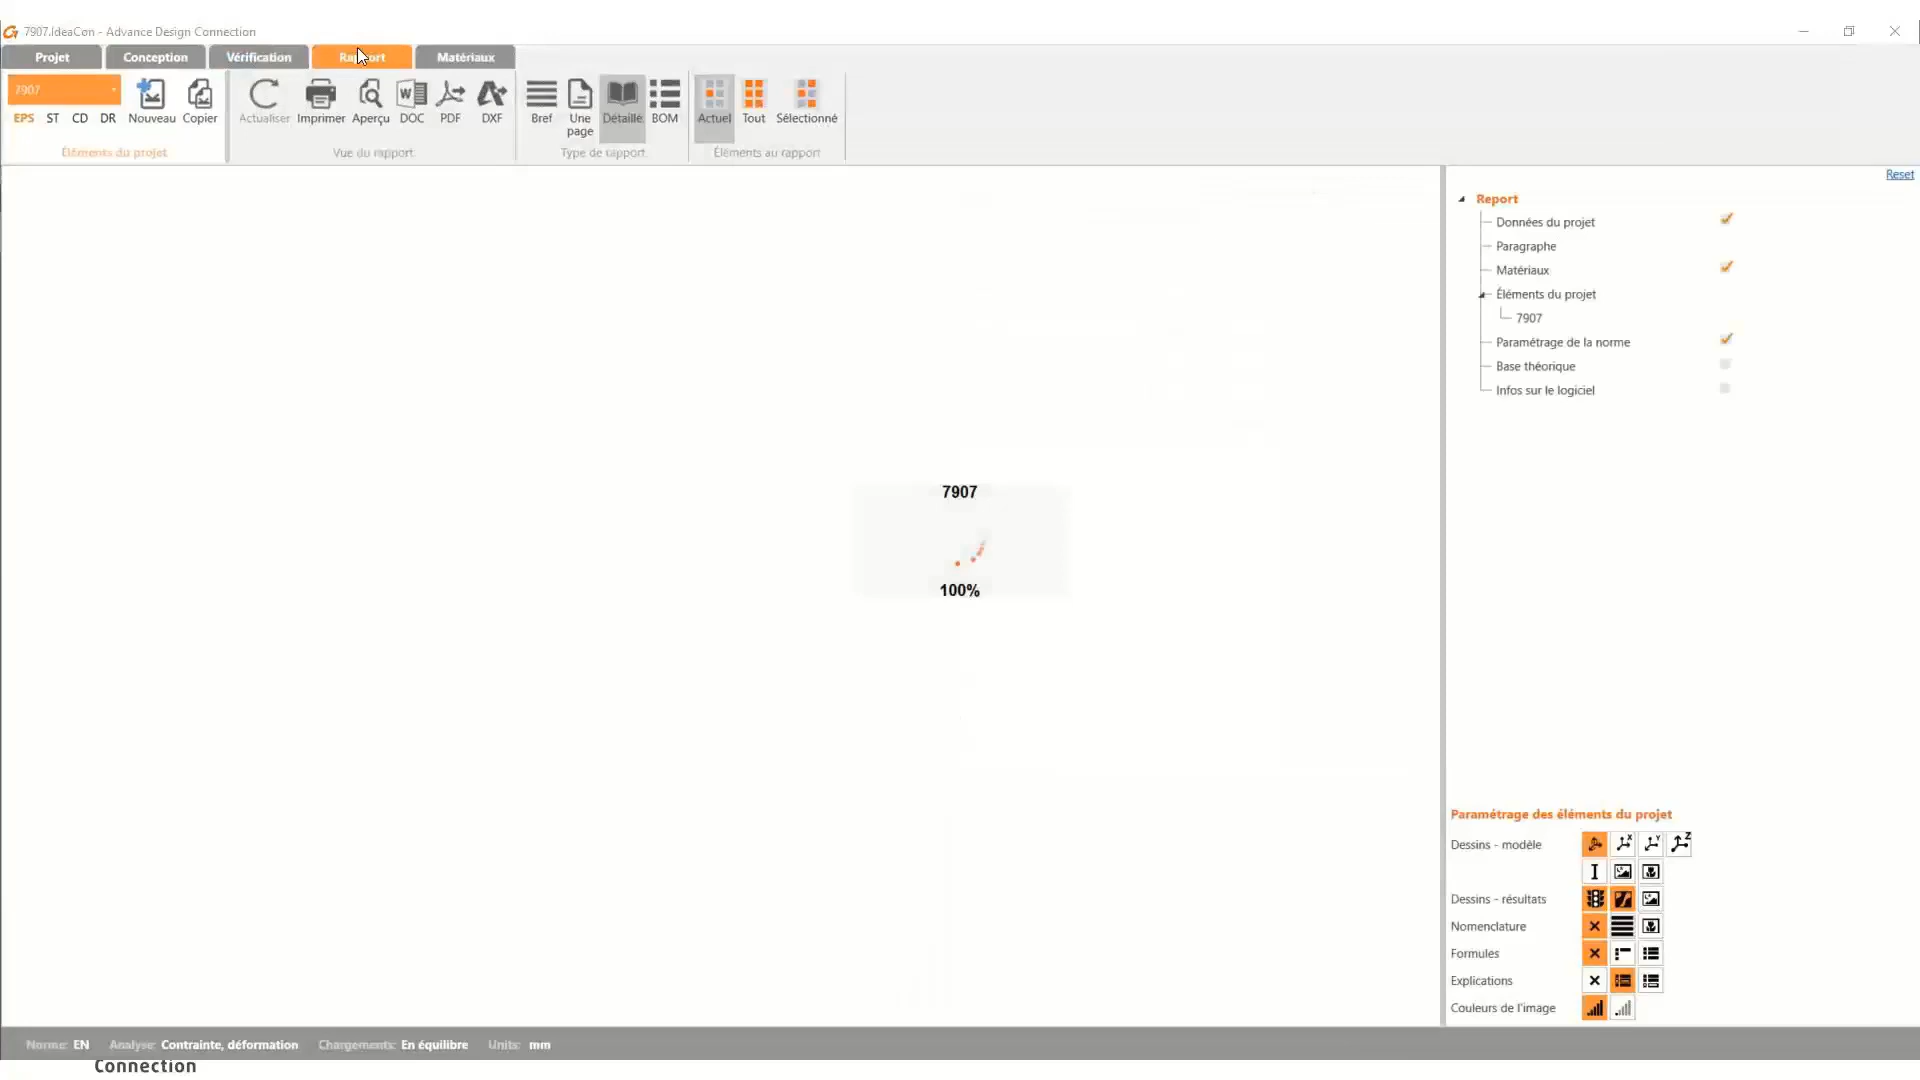 7907.IdeaCon - Advance Design Connection
Projet Conception Vérification Rapport Matériaux
7907
EPS ST CD DR Nouveau Copier
Éléments du projet
Actualiser Imprimer Aperçu DOC PDF DXF
Vue du rapport
Bref Une page Détaillé BOM
Type de rapport
Actuel Tout Sélectionné
Éléments au rapport
Reset
Report
Données du projet
Paragraphe
Matériaux
Éléments du projet
7907
Paramétrage de la norme
Base théorique
Infos sur le logiciel
7907
100%
Paramétrage des éléments du projet
Dessins - modèle
Dessins - résultats
Nomenclature
Formules
Explications
Couleurs de l'image
Norme: EN Analyse: Contrainte, déformation Chargements: En équilibre Units: mm
Connection